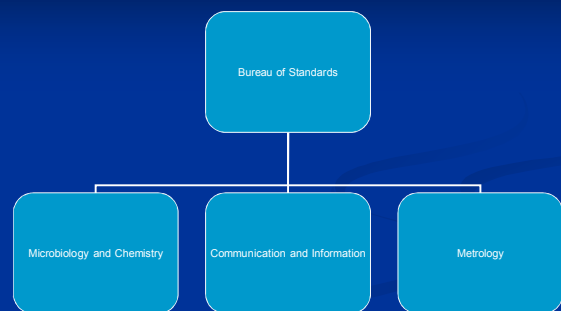 Bureau of Standards
Microbiology and Chemistry
Communication and Information
Metrology